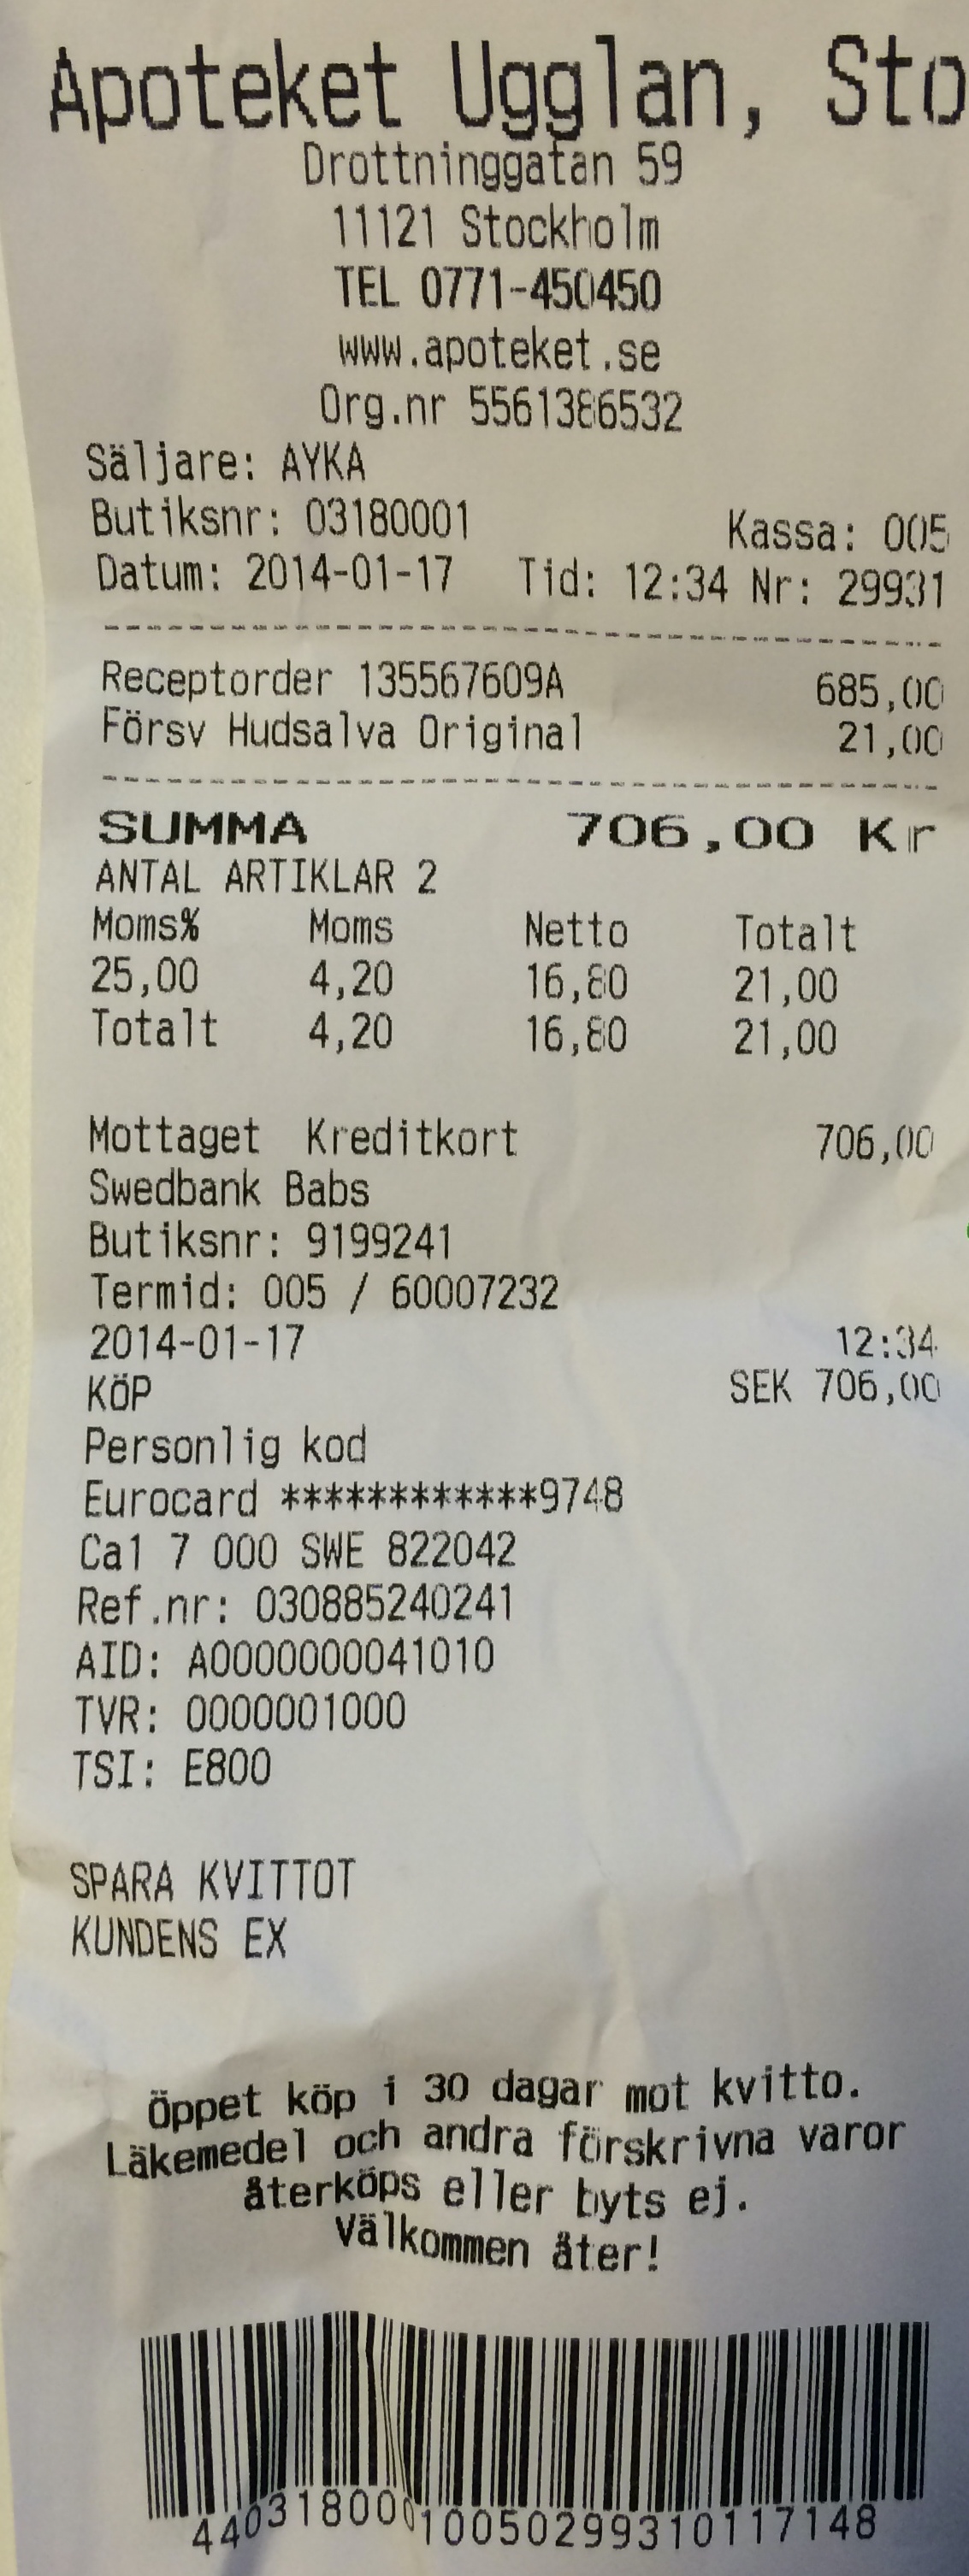 Apoteket Ugglan, Sto
Drottninggatan 59
11121 Stockholm
TEL 0771-450450
www.apoteket.se
Org.nr 5561386532
Säljare: AYKA
Butiksnr: 03180001 Kassa: 005
Datum: 2014-01-17 Tid: 12:34 Nr: 29931
Receptorder 135567609A 685,00
Försv Hudsalva Original 21,00
SUMMA 706,00 Kr
ANTAL ARTIKLAR 2
Moms% Moms Netto Totalt
25,00 4,20 16,80 21,00
Totalt 4,20 16,80 21,00
Mottaget Kreditkort 706,00
Swedbank Babs
Butiksnr: 9199241
Termid: 005 / 60007232
2014-01-17 12:34
KÖP SEK 706,00
Personlig kod
Eurocard ************9748
Ca1 7 000 SWE 822042
Ref.nr: 030885240241
AID: A0000000041010
TVR: 0000001000
TSI: E800
SPARA KVITTOT
KUNDENS EX
Öppet köp i 30 dagar mot kvitto.
Läkemedel och andra förskrivna varor
återköps eller byts ej.
Välkommen åter!
44031800010050299310117148